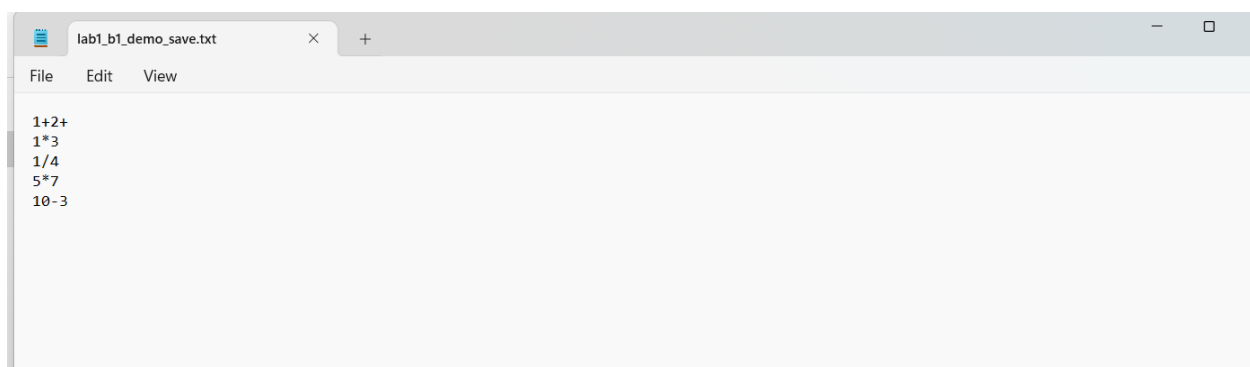 lab1_b1_demo_save.txt
File Edit View
1+2+
1*3
1/4
5*7
10-3